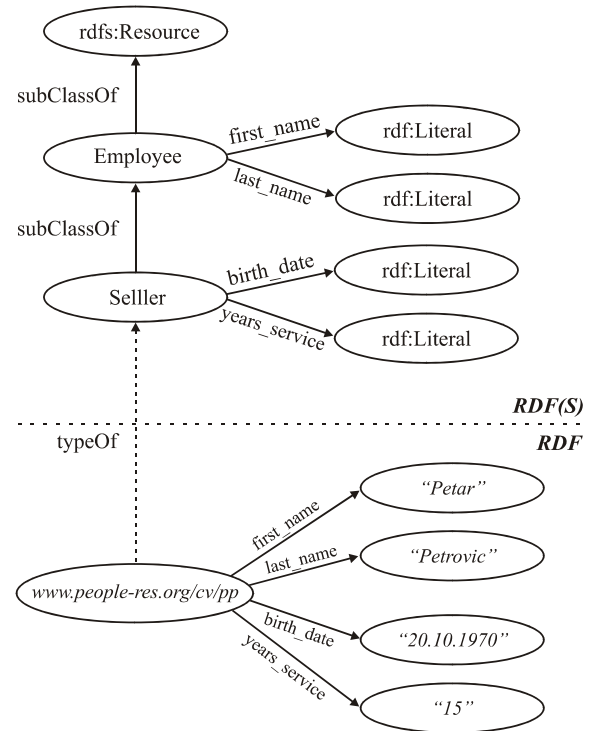 rdfs:Resource
subClassOf
first_name
rdf:Literal
Employee
last_name
rdf:Literal
subClassOf
birth_date
rdf:Literal
Selller
years_service
rdf:Literal
RDF(S)
typeOf
RDF
“Petar”
first_name
last_name
“Petrovic”
www.people-res.org/cv/pp
birth_date
“20.10.1970”
years_service
“15”